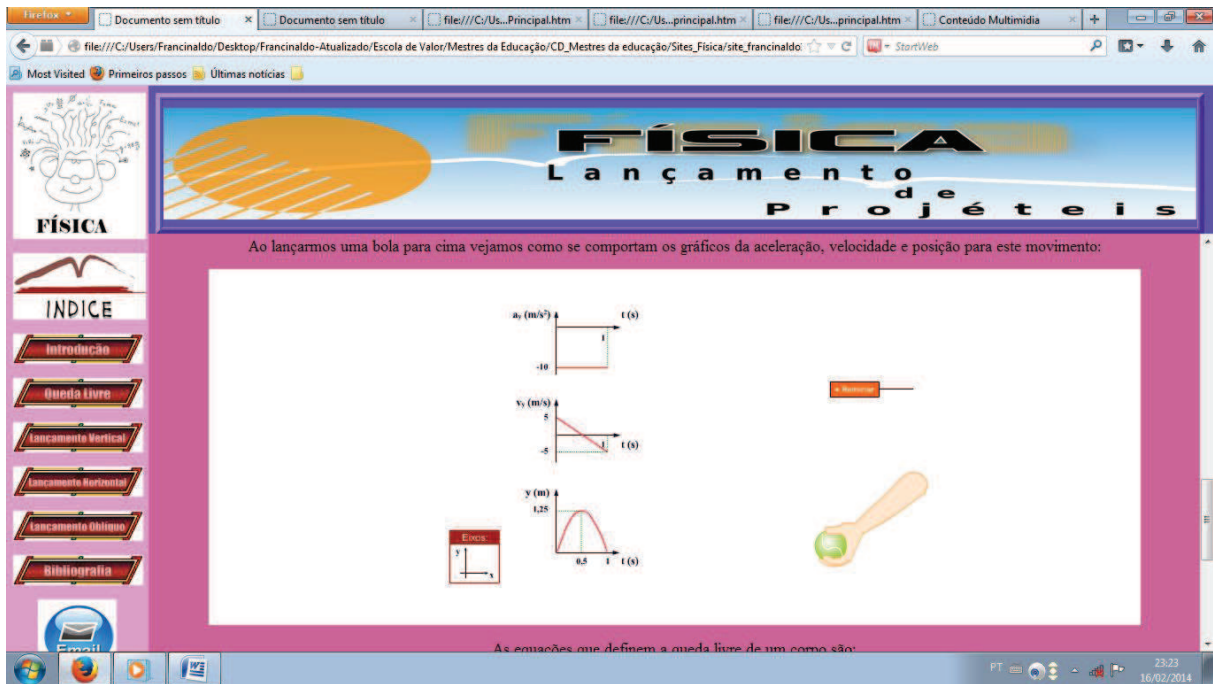 Firefox
Documento sem título
Documento sem título
file:///C:/Us...Principal.htm
file:///C:/Us...principal.htm
file:///C:/Us...principal.htm
Conteúdo Multimidia
file:///C:/Users/Francinaldo/Desktop/Francinaldo-Atualizado/Escola de Valor/Mestres da Educação/CD_Mestres da educação/Sites_Física/site_francinaldo
StartWeb
Most Visited
Primeiros passos
Últimas notícias
FÍSICA
Lançamento
de
Projéteis
FÍSICA
INDICE
Introdução
Queda Livre
Lançamento Vertical
Lançamento Horizontal
Lançamento Oblíquo
Bibliografia
Email
Ao lançarmos uma bola para cima vejamos como se comportam os gráficos da aceleração, velocidade e posição para este movimento:
aᵧ (m/s²) t (s)
1
-10
vᵧ (m/s)
5
1 t (s)
-5
y (m)
1,25
0,5 1 t (s)
Eixos:
y
x
As equações que definem a queda livre de um corpo são:
PT
23:23
16/02/2014